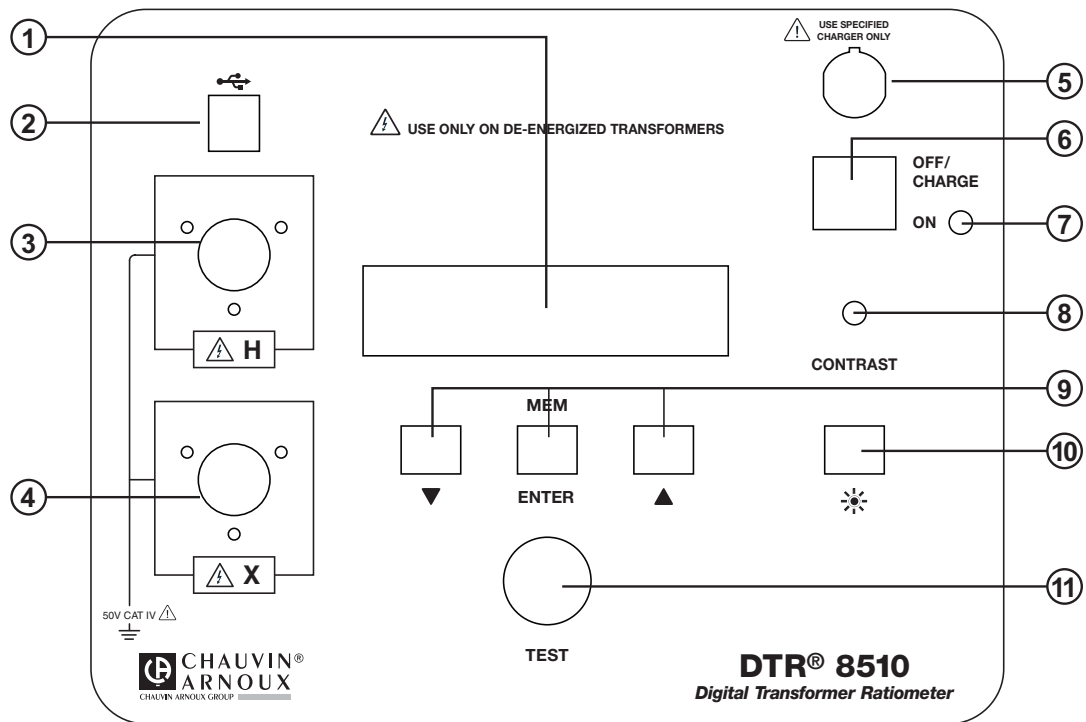 USE SPECIFIED
CHARGER ONLY
1
5
2
USE ONLY ON DE-ENERGIZED TRANSFORMERS
6
OFF/
CHARGE
ON
7
3
8
H
CONTRAST
9
MEM
10
4
ENTER
X
11
50V CAT IV
TEST
CHAUVIN®
ARNOUX
CHAUVIN ARNOUX GROUP
DTR® 8510
Digital Transformer Ratiometer